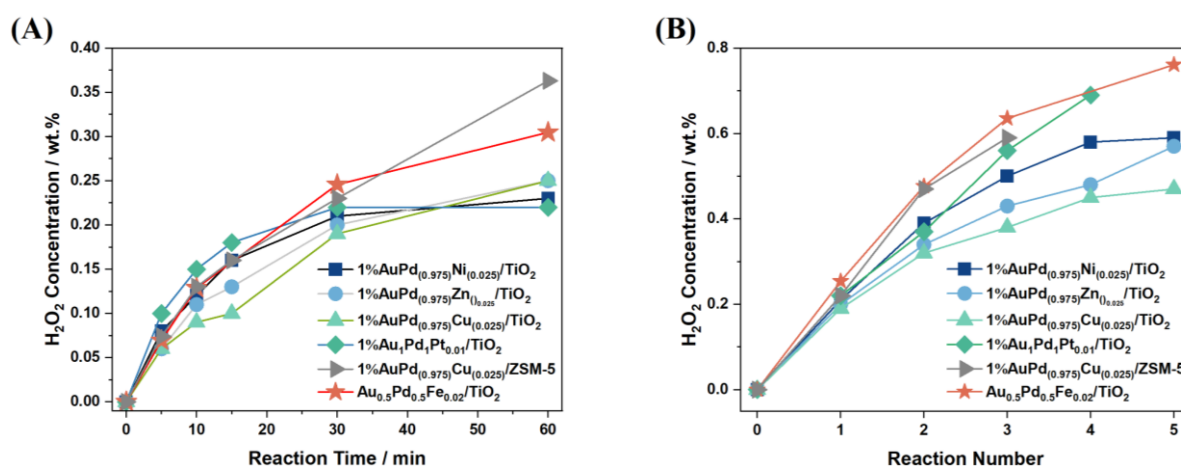 (A)
H₂O₂ Concentration / wt.%
0.40
0.35
0.30
0.25
0.20
0.15
0.10
0.05
0.00
1%AuPd(0.975)Ni(0.025)/TiO₂
1%AuPd(0.975)Zn()0.025/TiO₂
1%AuPd(0.975)Cu(0.025)/TiO₂
1%Au₁Pd₁Pt0.01/TiO₂
1%AuPd(0.975)Cu(0.025)/ZSM-5
Au0.5Pd0.5Fe0.02/TiO₂
0 10 20 30 40 50 60
Reaction Time / min
(B)
H₂O₂ Concentration / wt.%
0.8
0.6
0.4
0.2
0.0
1%AuPd(0.975)Ni(0.025)/TiO₂
1%AuPd(0.975)Zn()0.025/TiO₂
1%AuPd(0.975)Cu(0.025)/TiO₂
1%Au₁Pd₁Pt0.01/TiO₂
1%AuPd(0.975)Cu(0.025)/ZSM-5
Au0.5Pd0.5Fe0.02/TiO₂
0 1 2 3 4 5
Reaction Number